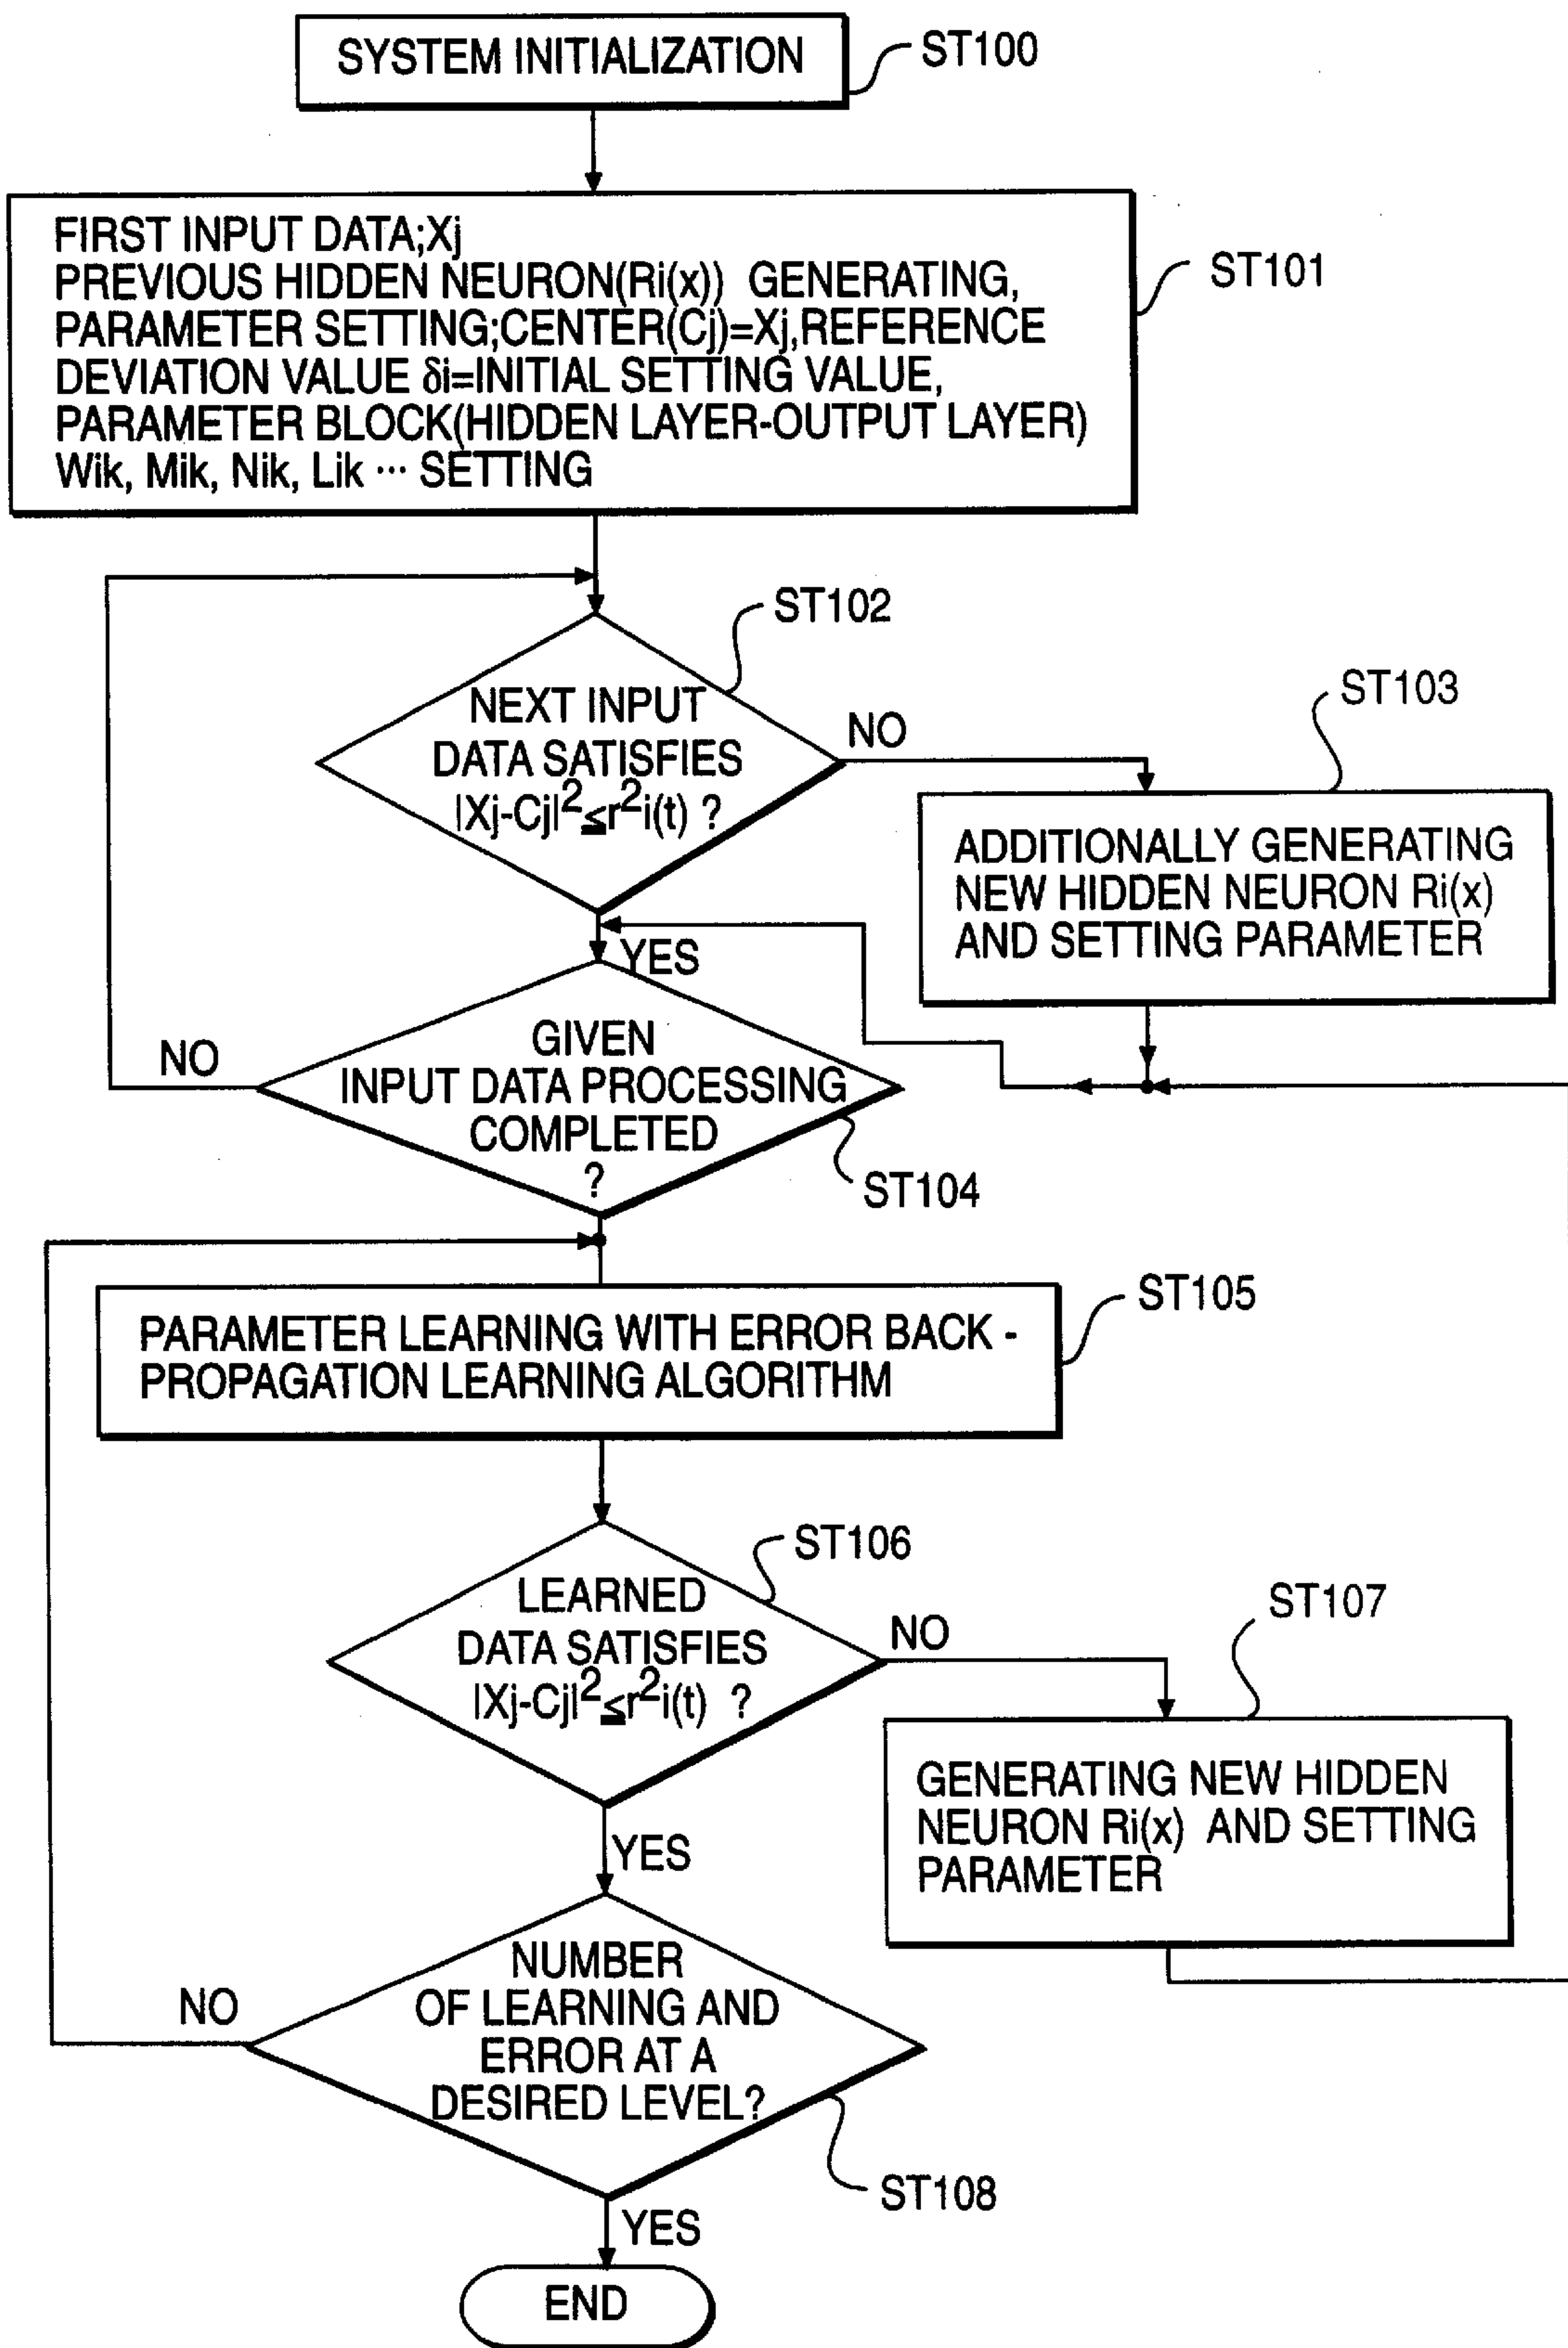 SYSTEM INITIALIZATION
ST100
FIRST INPUT DATA;Xj
PREVIOUS HIDDEN NEURON(Ri(x)) GENERATING,
PARAMETER SETTING;CENTER(Cj)=Xj,REFERENCE
DEVIATION VALUE δi=INITIAL SETTING VALUE,
PARAMETER BLOCK(HIDDEN LAYER-OUTPUT LAYER)
Wik, Mik, Nik, Lik ··· SETTING
ST101
ST102
NEXT INPUT
DATA SATISFIES
|Xj-Cj|²≦r²i(t) ?
NO
YES
ST103
ADDITIONALLY GENERATING
NEW HIDDEN NEURON Ri(x)
AND SETTING PARAMETER
GIVEN
INPUT DATA PROCESSING
COMPLETED
?
NO
ST104
ST105
PARAMETER LEARNING WITH ERROR BACK -
PROPAGATION LEARNING ALGORITHM
ST106
LEARNED
DATA SATISFIES
|Xj-Cj|²≦r²i(t) ?
NO
YES
ST107
GENERATING NEW HIDDEN
NEURON Ri(x) AND SETTING
PARAMETER
NUMBER
OF LEARNING AND
ERROR AT A
DESIRED LEVEL?
NO
ST108
YES
END